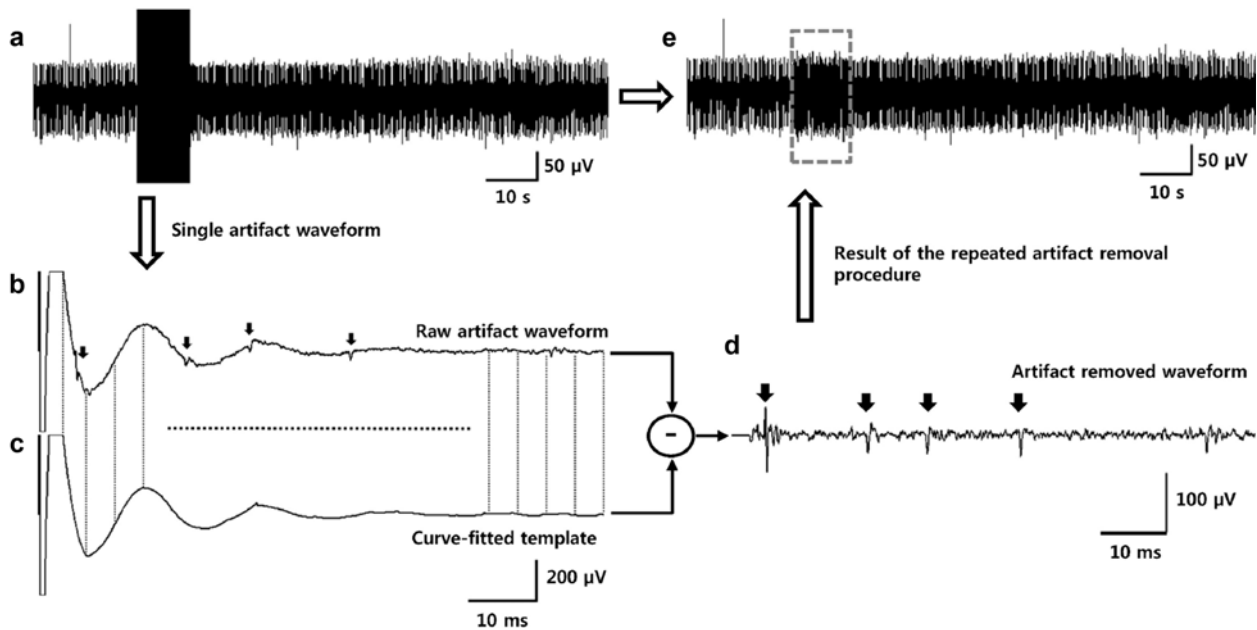 a
50 µV
10 s
e
50 µV
10 s
Single artifact waveform
Result of the repeated artifact removal
procedure
b
Raw artifact waveform
d
Artifact removed waveform
-
c
Curve-fitted template
200 µV
10 ms
100 µV
10 ms